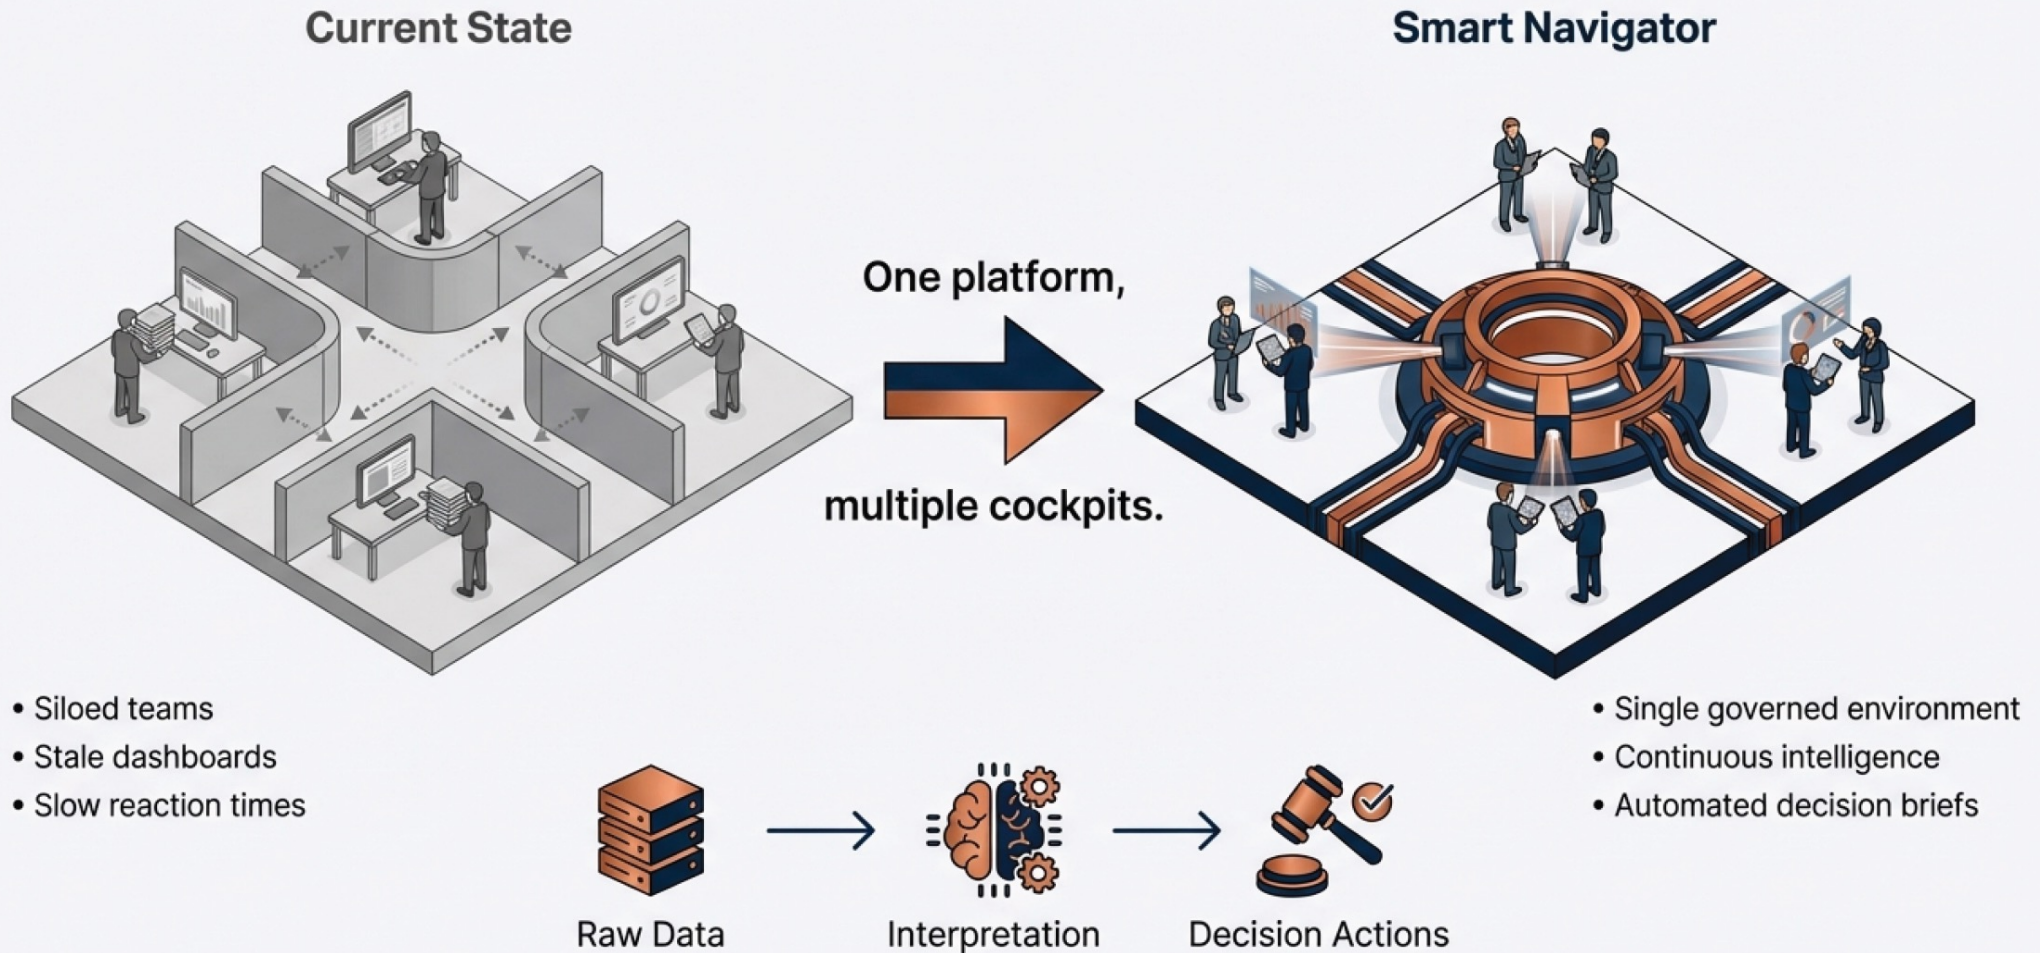 Current State
Smart Navigator
One platform,
multiple cockpits.
• Siloed teams
• Stale dashboards
• Slow reaction times
• Single governed environment
• Continuous intelligence
• Automated decision briefs
Raw Data
Interpretation
Decision Actions